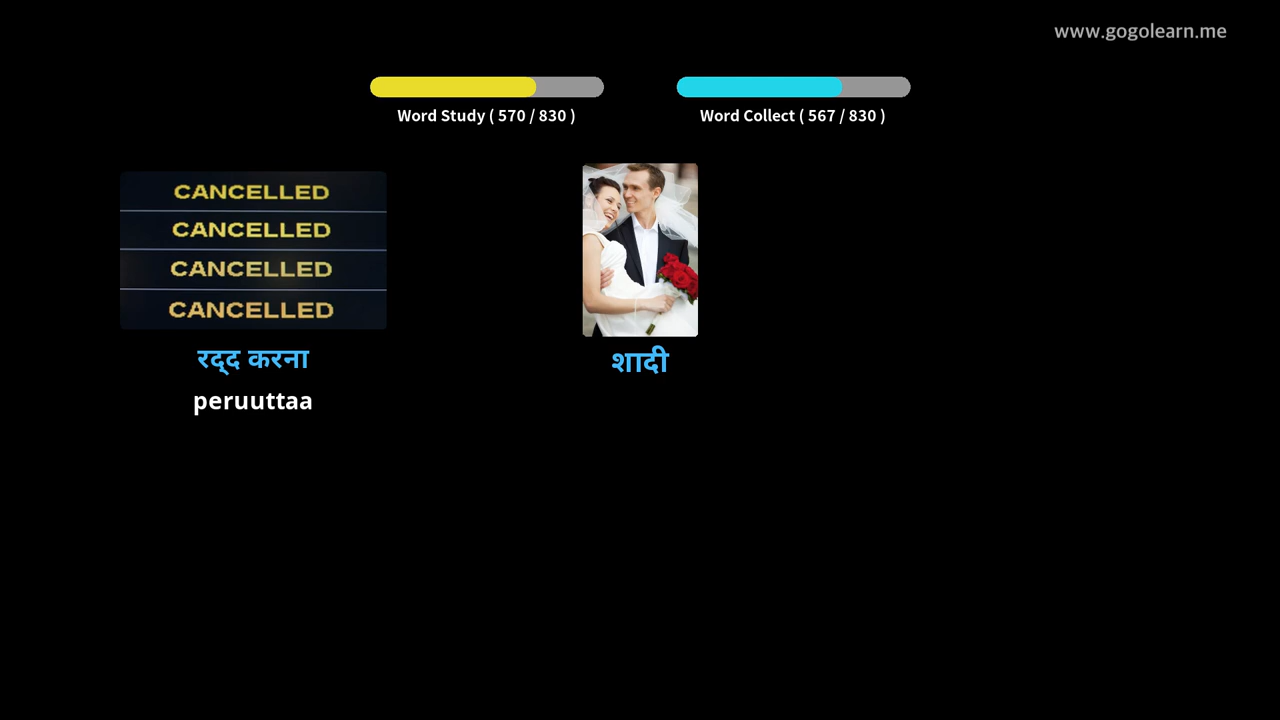 www.gogolearn.me
Word Study ( 570 / 830 )
Word Collect ( 567 / 830 )
CANCELLED
CANCELLED
CANCELLED
CANCELLED
रद्द करना
शादी
peruuttaa